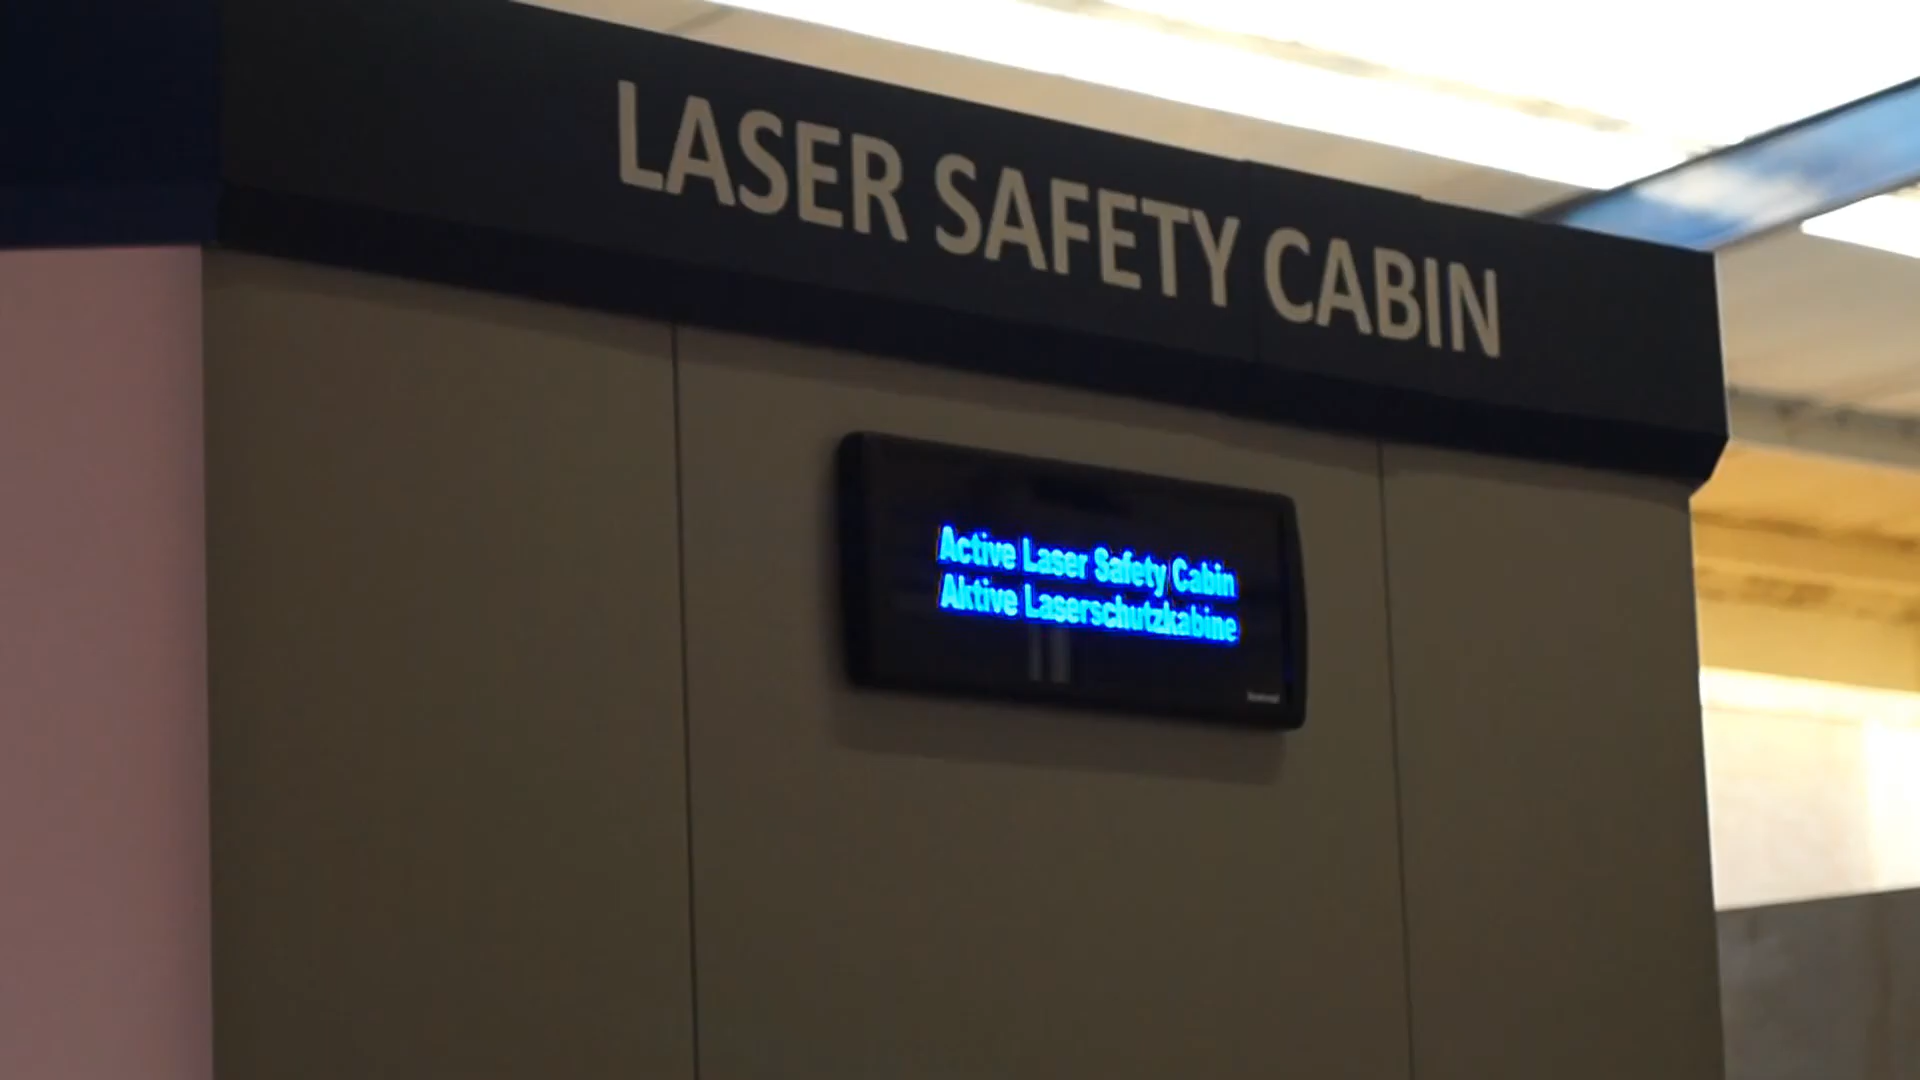 LASER SAFETY CABIN
Active Laser Safety Cabin
Aktive Laserschutzkabine